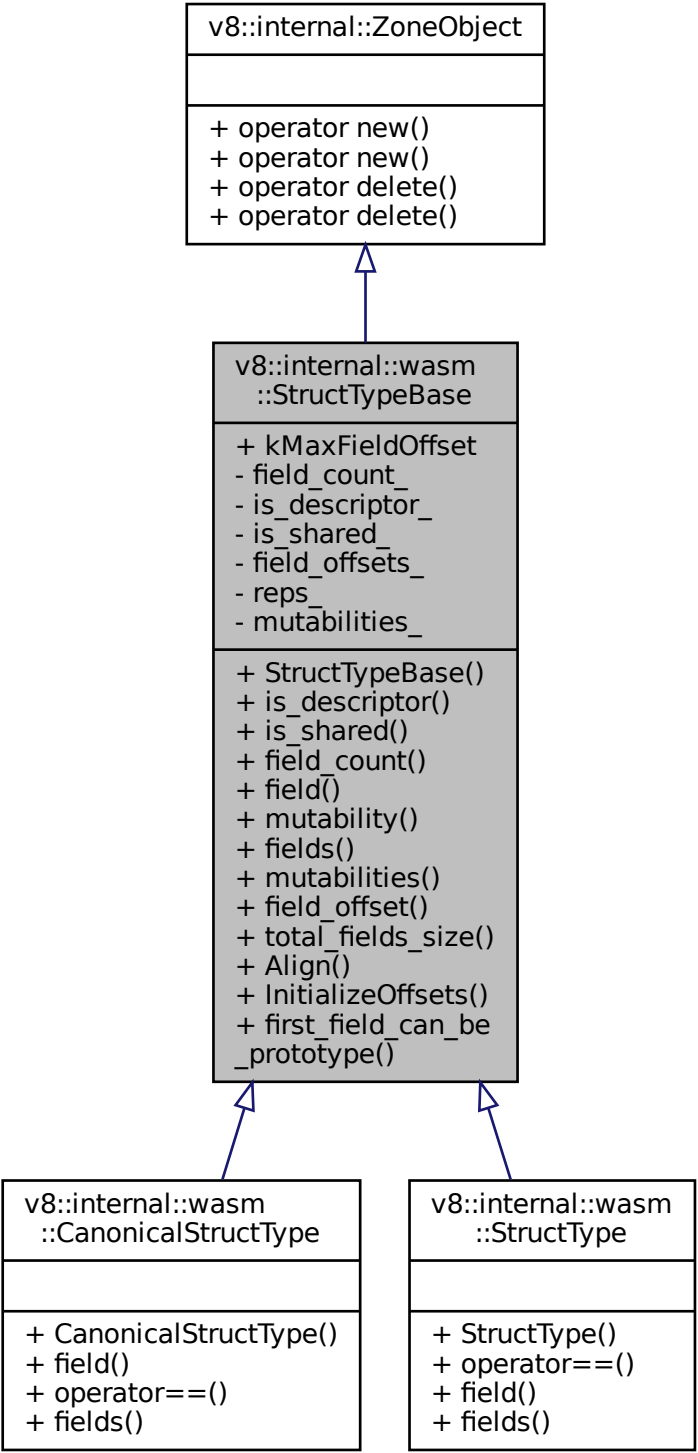 v8::internal::ZoneObject
+ operator new()
+ operator new()
+ operator delete()
+ operator delete()
v8::internal::wasm
::StructTypeBase
+ kMaxFieldOffset
- field_count_
- is_descriptor_
- is_shared_
- field_offsets_
- reps_
- mutabilities_
+ StructTypeBase()
+ is_descriptor()
+ is_shared()
+ field_count()
+ field()
+ mutability()
+ fields()
+ mutabilities()
+ field_offset()
+ total_fields_size()
+ Align()
+ InitializeOffsets()
+ first_field_can_be
_prototype()
v8::internal::wasm
::CanonicalStructType
+ CanonicalStructType()
+ field()
+ operator==()
+ fields()
v8::internal::wasm
::StructType
+ StructType()
+ operator==()
+ field()
+ fields()